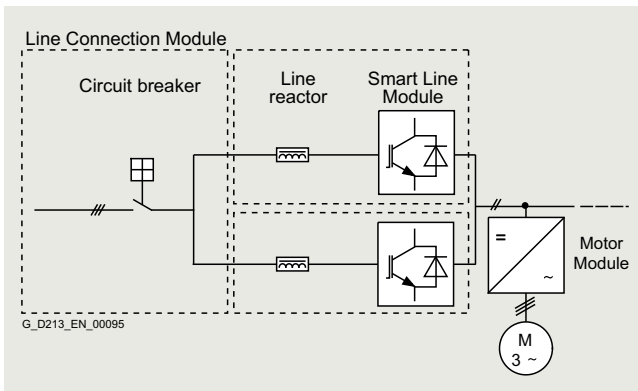 Line Connection Module
Circuit breaker
Line
reactor
Smart Line
Module
=
~
Motor
Module
M
3 ~
G_D213_EN_00095